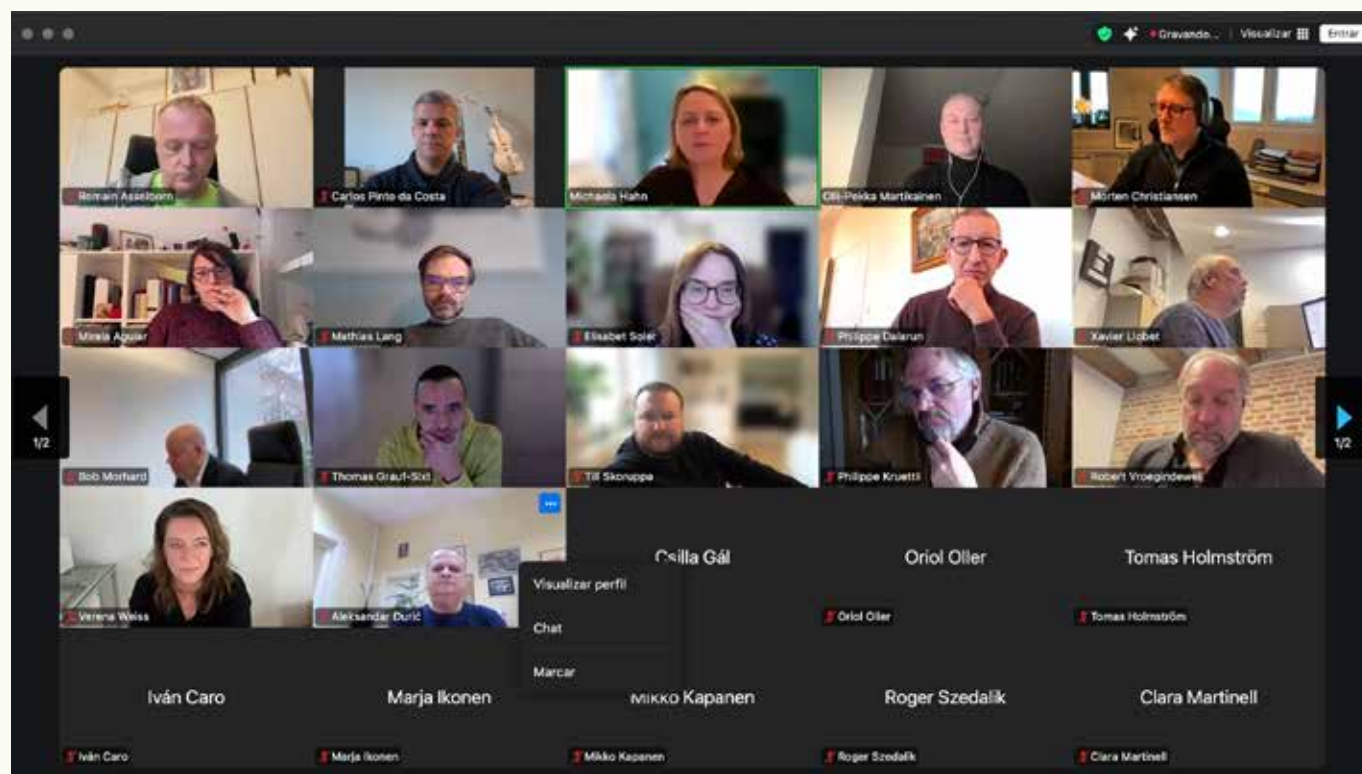 Gravando...
Visualizar
Entrar
Romain Asselborn
Carlos Pinto da Costa
Michaela Hahn
Olli-Pekka Martikainen
Morten Christiansen
Mireia Aguiar
Mathias Lang
Elisabet Soler
Philippe Dalarun
Xavier Llobet
Bob Morhard
Thomas Grauf-Sixt
Till Skoruppa
Philippe Kruettli
Robert Vroegindeweij
1/2
1/2
Verena Weiss
Aleksandar Durić
Csilla Gál
Oriol Oller
Tomas Holmström
Visualizar perfil
Chat
Marcar
Oriol Oller
Tomas Holmström
Iván Caro
Marja Ikonen
Mikko Kapanen
Roger Szedalik
Clara Martinell
Iván Caro
Marja Ikonen
Mikko Kapanen
Roger Szedalik
Clara Martinell